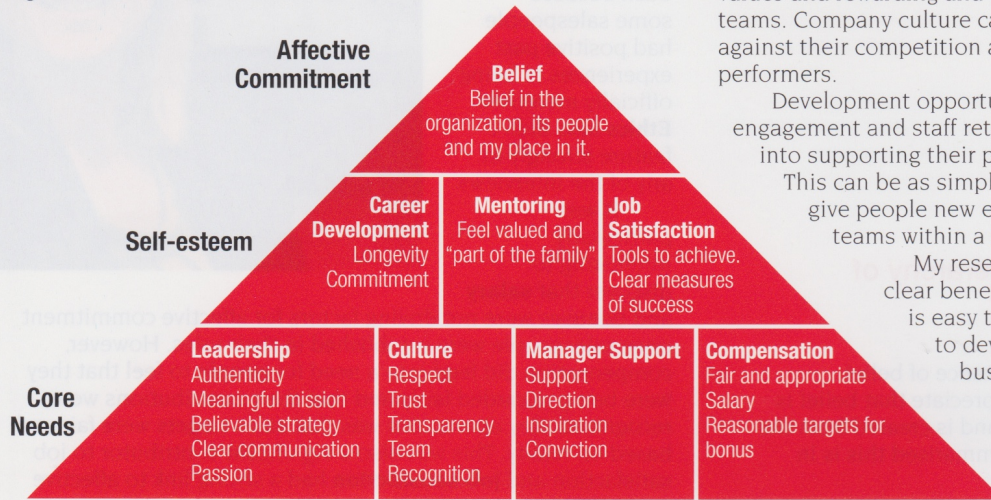 Affective
Commitment
Belief
Belief in the
organization, its people
and my place in it.
Self-esteem
Career
Development
Longevity
Commitment
Mentoring
Feel valued and
"part of the family"
Job
Satisfaction
Tools to achieve.
Clear measures
of success
Core
Needs
Leadership
Authenticity
Meaningful mission
Believable strategy
Clear communication
Passion
Culture
Respect
Trust
Transparency
Team
Recognition
Manager Support
Support
Direction
Inspiration
Conviction
Compensation
Fair and appropriate
Salary
Reasonable targets for
bonus
values and rewarding and
teams. Company culture ca
against their competition a
performers.
Development opportu
engagement and staff ret
into supporting their p
This can be as simpl
give people new e
teams within a
My rese
clear bene
is easy t
to dev
bus